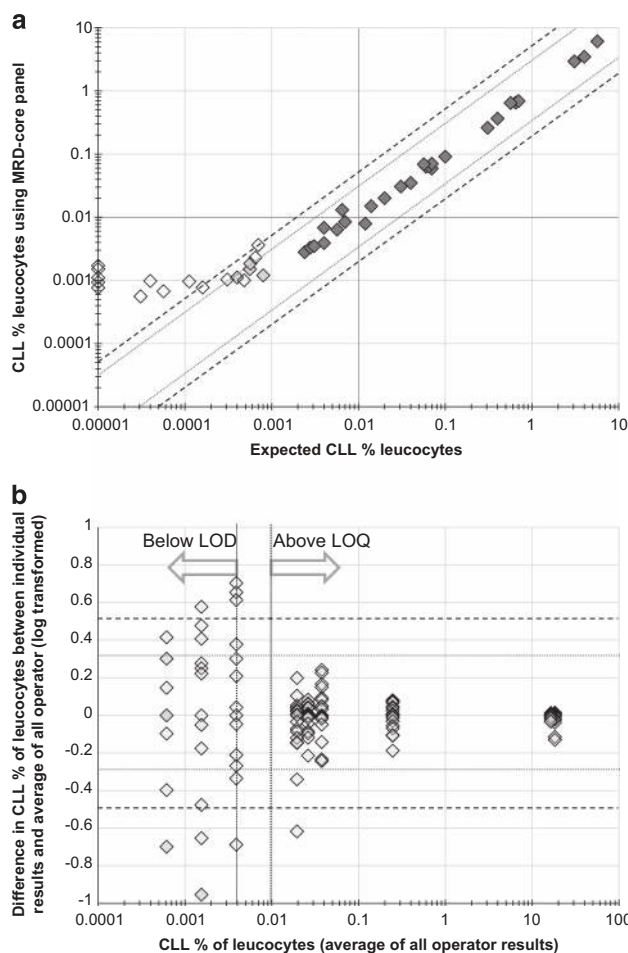 a
10
1
0.1
0.01
0.001
0.0001
0.00001
CLL % leucocytes using MRD-core panel
0.00001 0.0001 0.001 0.01 0.1 1 10
Expected CLL % leucocytes
b
1
0.8
0.6
0.4
0.2
0
-0.2
-0.4
-0.6
-0.8
-1
Difference in CLL % of leucocytes between individual
results and average of all operator (log transformed)
Below LOD Above LOQ
0.0001 0.001 0.01 0.1 1 10 100
CLL % of leucocytes (average of all operator results)